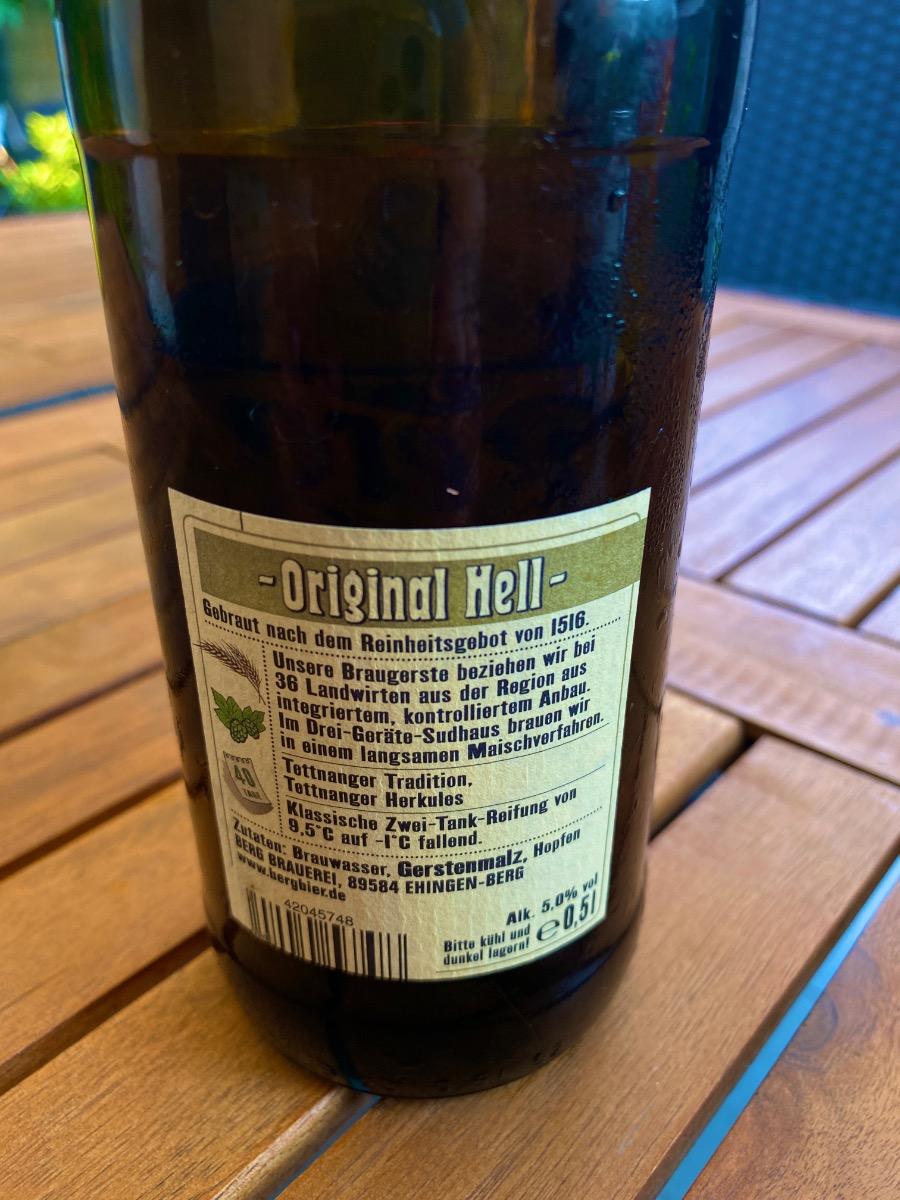 -Original Hell-
Gebraut nach dem Reinheitsgebot von 1516.
Unsere Braugerste beziehen wir bei
36 Landwirten aus der Region aus
integriertem, kontrolliertem Anbau.
Im Drei-Geräte-Sudhaus brauen wir
in einem langsamen Maischverfahren.
Tettnanger Tradition,
Tettnanger Herkules
40
TAGE
Klassische Zwei-Tank-Reifung von
9.5°C auf -1°C fallend.
Zutaten: Brauwasser, Gerstenmalz, Hopfen
BERG BRAUEREI, 89584 EHINGEN-BERG
www.bergbier.de
42045748
Alk. 5.0% vol
Bitte kühl und
dunkel lagern!
e 0,5l